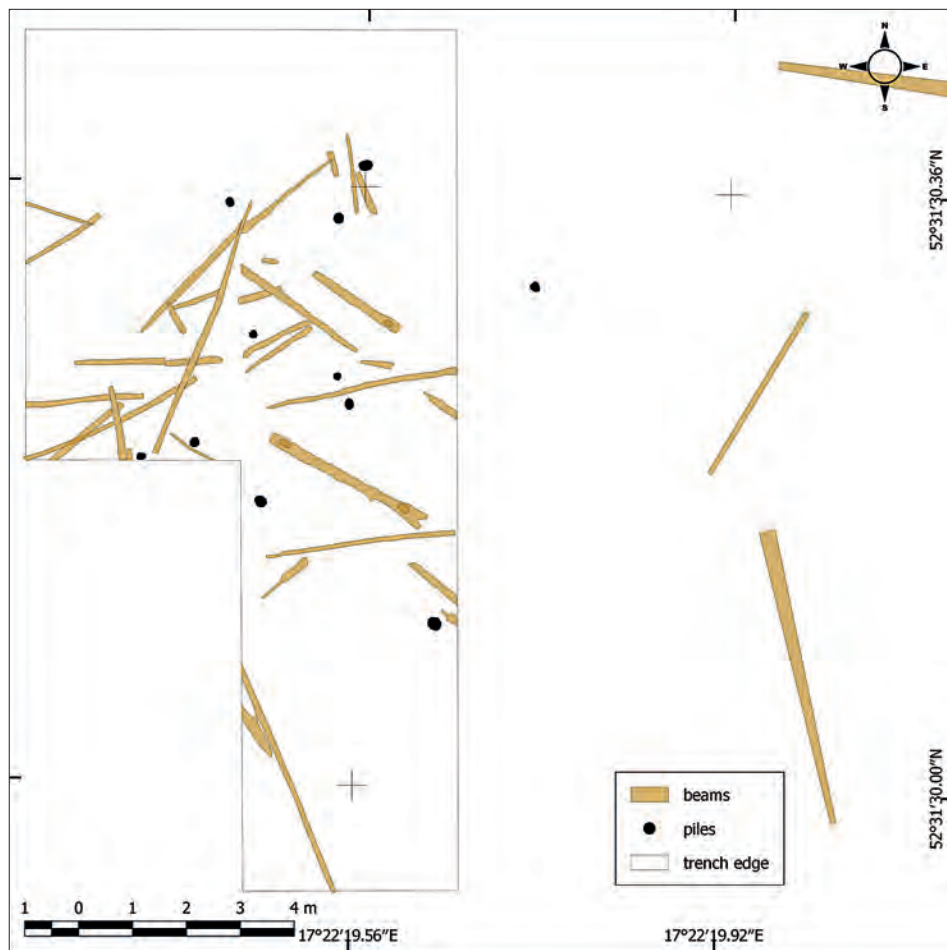 N
W E
S
52°31'30.36"N
beams
piles
trench edge
52°31'30.00"N
1 0 1 2 3 4 m
17°22'19.56"E
17°22'19.92"E